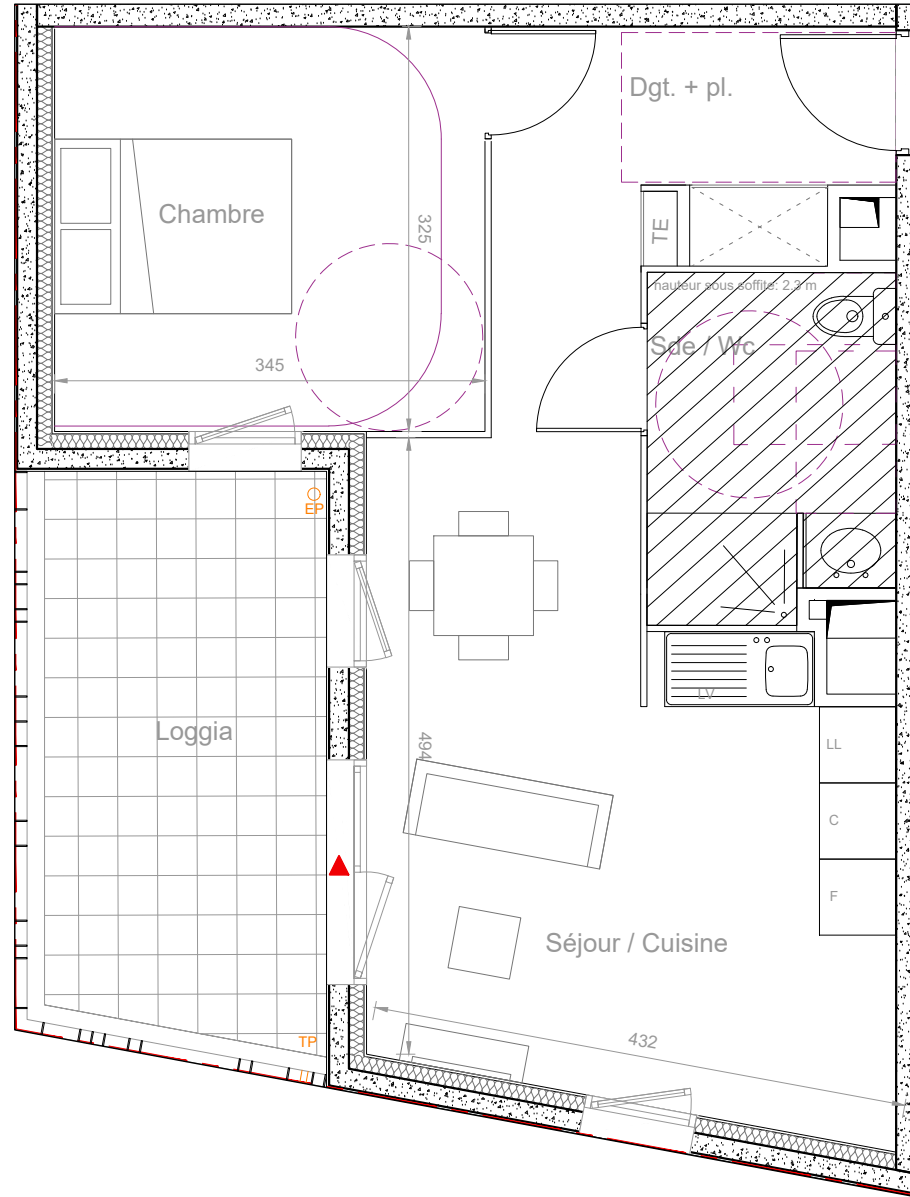 Dgt. + pl.
Chambre
325
TE
hauteur sous soffite: 2.3 m
Sde / Wc
345
EP
LV
Loggia
494
LL
C
F
Séjour / Cuisine
432
TP